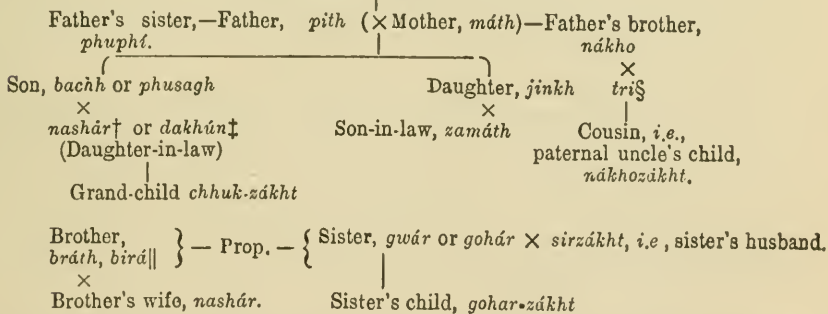 Father's sister,—Father, pith (×Mother, máth)—Father's brother,
phuphí. nákho
×
Son, bachh or phusagh Daughter, jinkh tri§
× ×
nashár† or dakhún‡ Son-in-law, zamáth Cousin, i.e.,
(Daughter-in-law) paternal uncle's child,
nákhozákht.
Grand-child chhuk-zákht
Brother, } — Prop. — { Sister, gwár or gohár × sirzákht, i.e, sister's husband.
bráth, birá||
×
Brother's wife, nashár. Sister's child, gohar-zákht